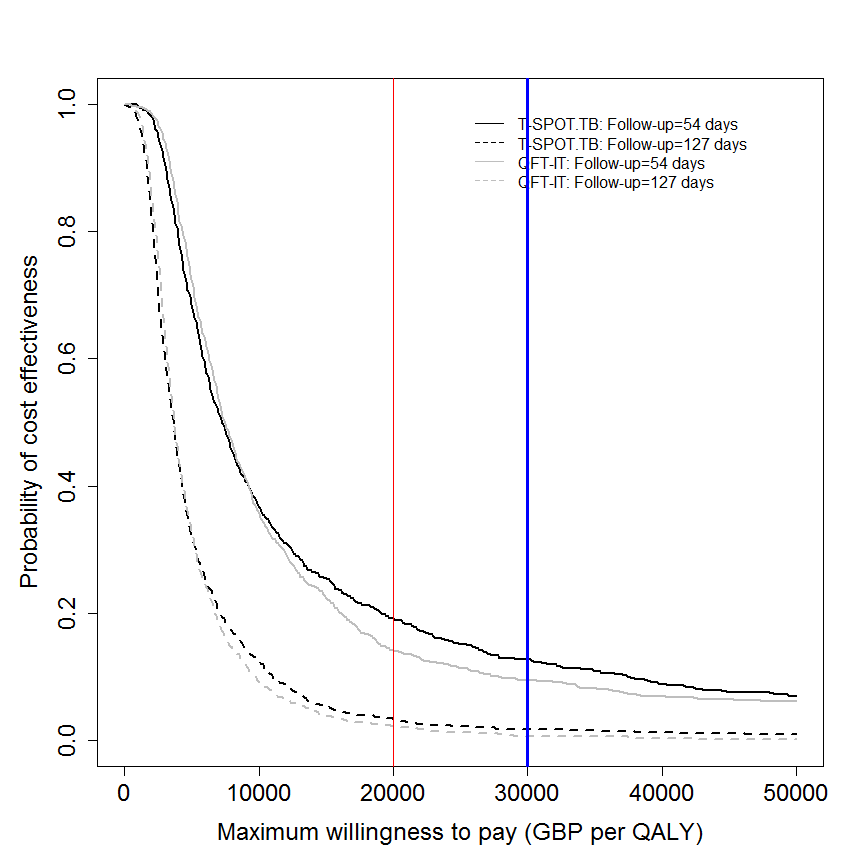 T-SPOT.TB: Follow-up=54 days
T-SPOT.TB: Follow-up=127 days
QFT-IT: Follow-up=54 days
QFT-IT: Follow-up=127 days
Probability of cost effectiveness
1.0
0.8
0.6
0.4
0.2
0.0
0
10000
20000
30000
40000
50000
Maximum willingness to pay (GBP per QALY)